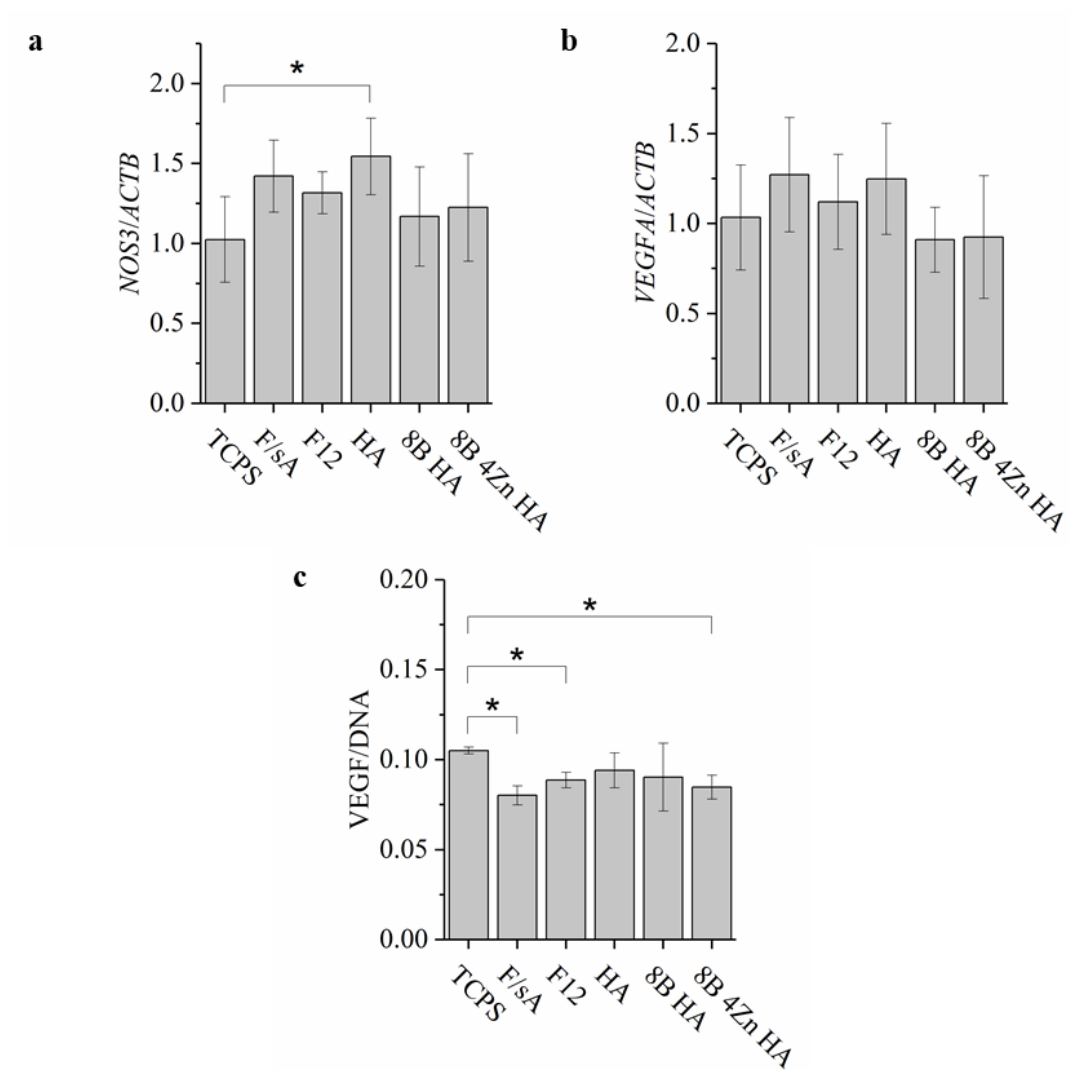 a
*
2.0
1.5
1.0
0.5
0.0
NOS3/ACTB
TCPS
F/sA
F12
HA
8B HA
8B 4Zn HA
b
2.0
1.5
1.0
0.5
0.0
VEGFA/ACTB
TCPS
F/sA
F12
HA
8B HA
8B 4Zn HA
c
*
*
*
0.20
0.15
0.10
0.05
0.00
VEGF/DNA
TCPS
F/sA
F12
HA
8B HA
8B 4Zn HA